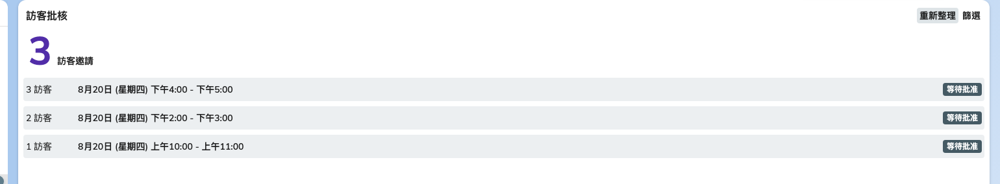 訪客批核
重新整理 篩選
3 訪客邀請
3 訪客 8月20日 (星期四) 下午4:00 - 下午5:00 等待批准
2 訪客 8月20日 (星期四) 下午2:00 - 下午3:00 等待批准
1 訪客 8月20日 (星期四) 上午10:00 - 上午11:00 等待批准